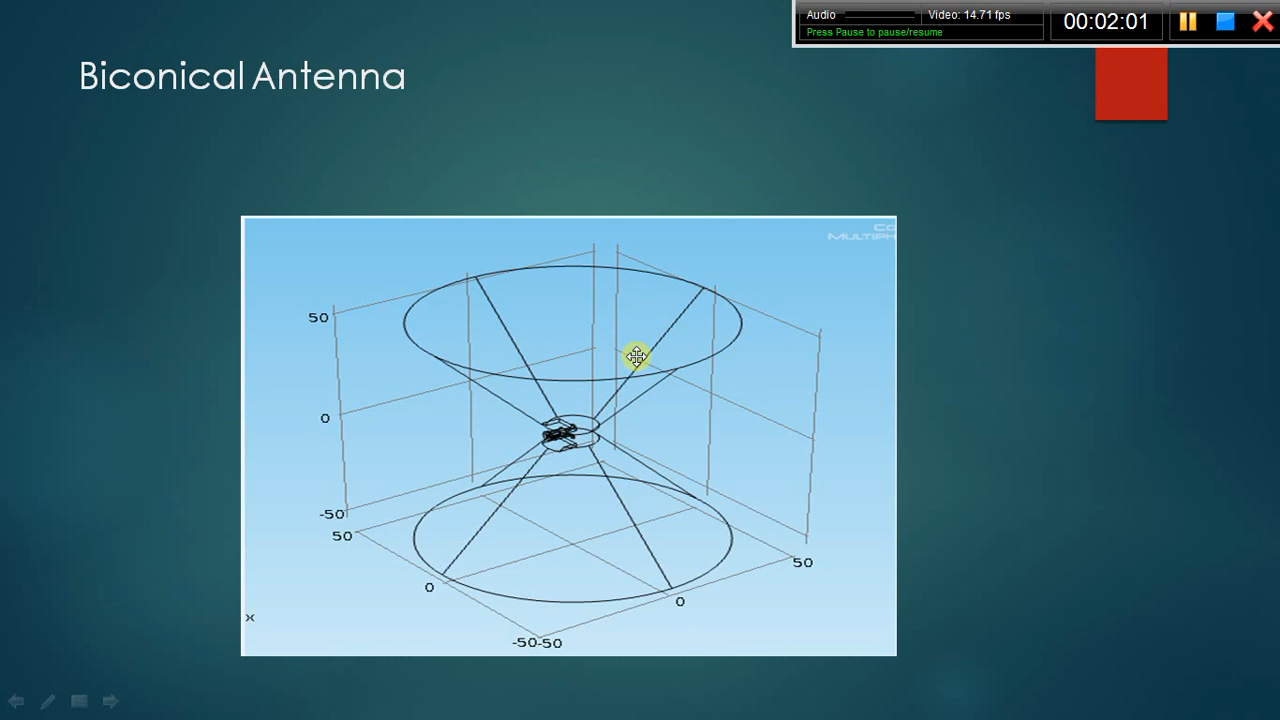 Audio
Video: 14.71 fps
Press Pause to pause/resume
00:02:01
Biconical Antenna
50
0
-50
50
0
-50
-50
0
50
x